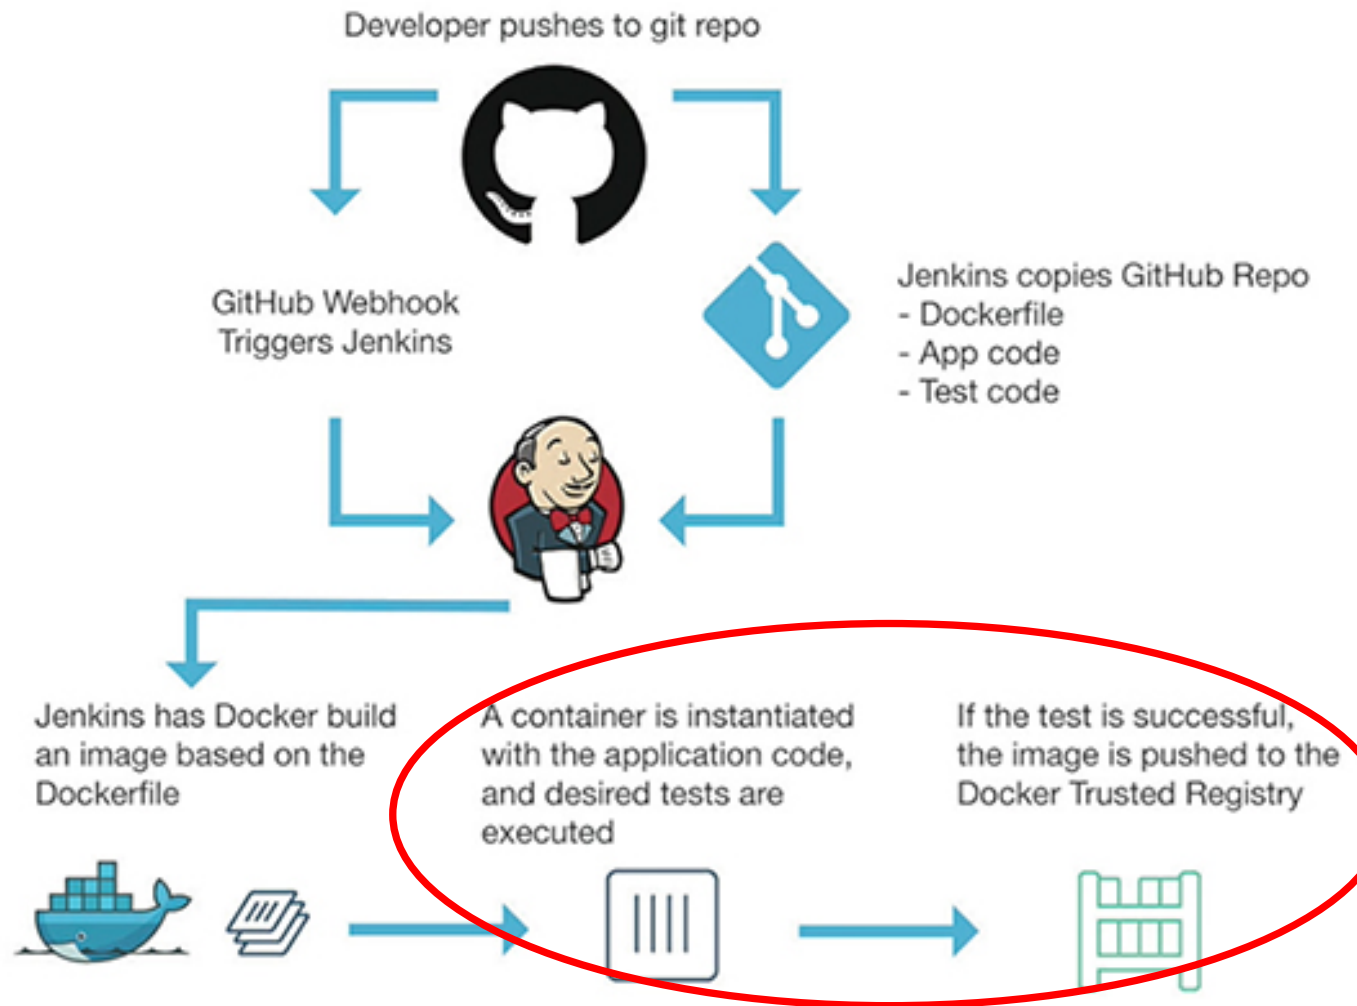 Developer pushes to git repo
GitHub Webhook
Triggers Jenkins
Jenkins copies GitHub Repo
- Dockerfile
- App code
- Test code
Jenkins has Docker build
an image based on the
Dockerfile
A container is instantiated
with the application code,
and desired tests are
executed
If the test is successful,
the image is pushed to the
Docker Trusted Registry